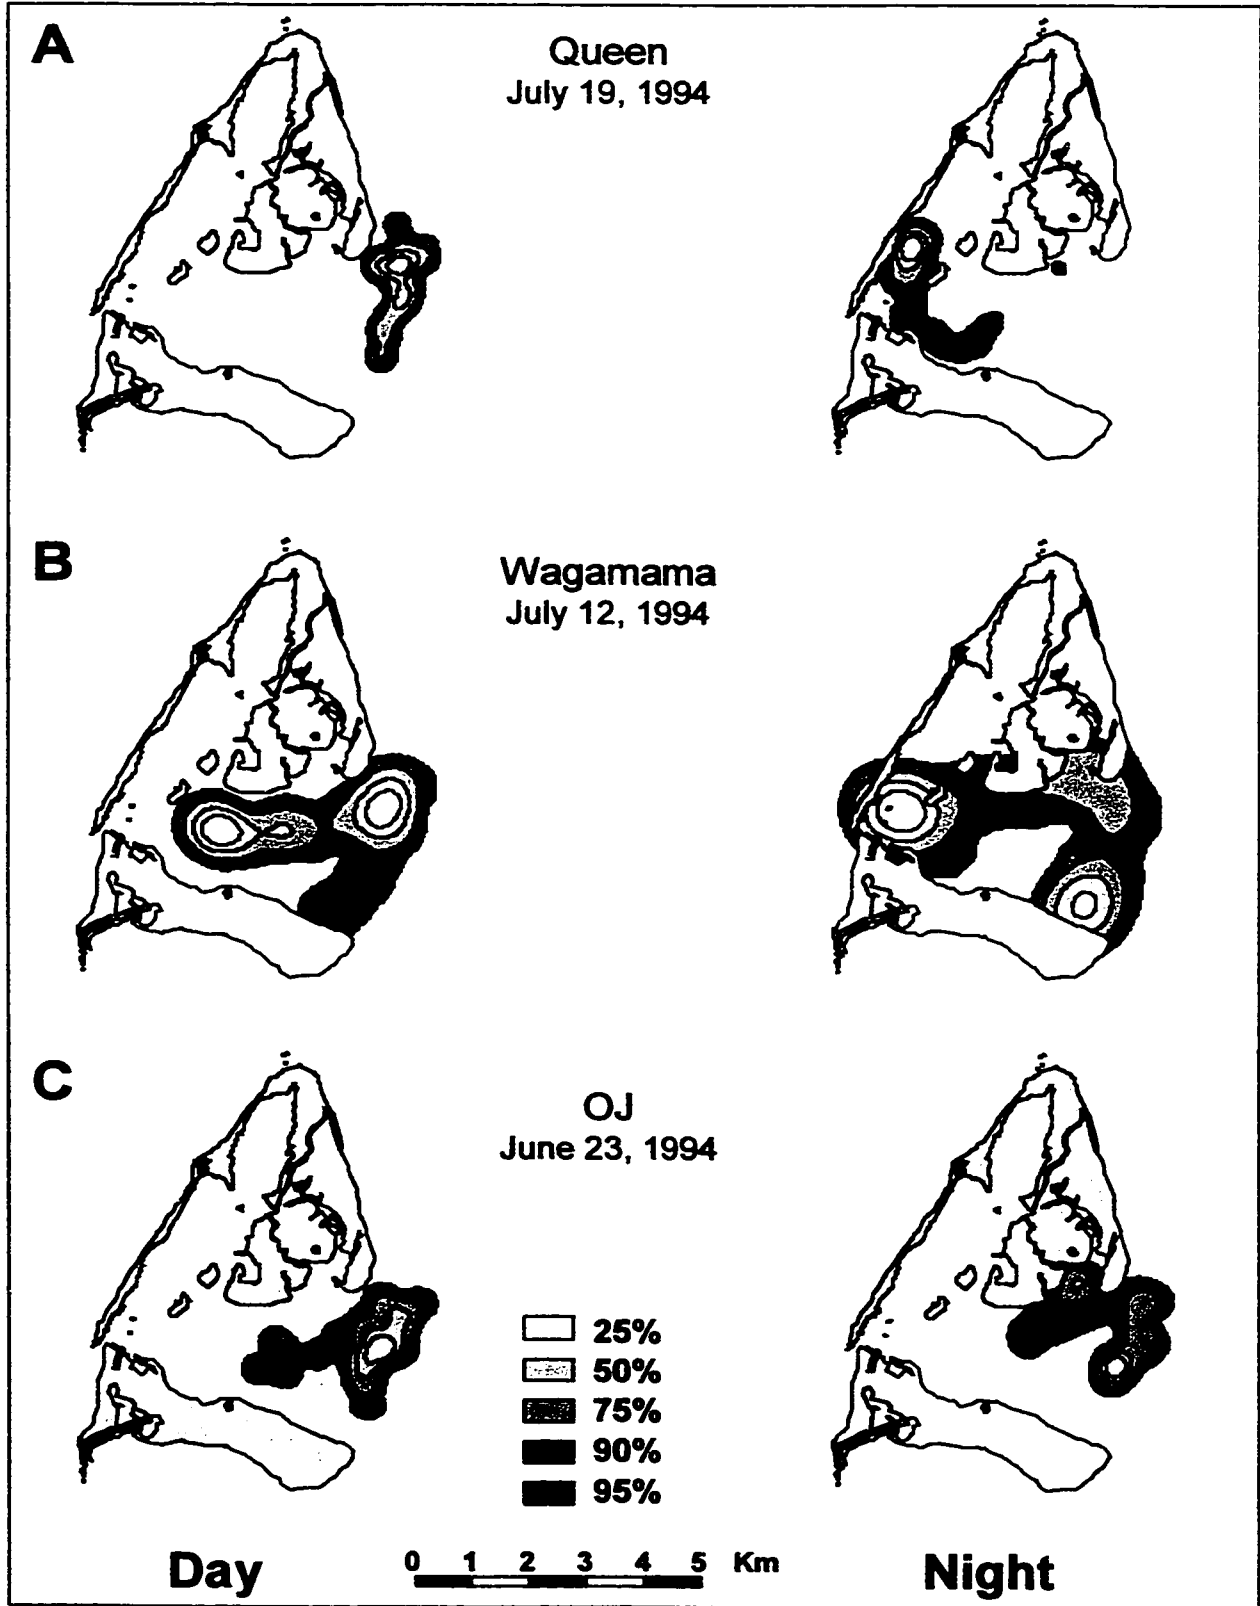 A
Queen
July 19, 1994
B
Wagamama
July 12, 1994
C
OJ
June 23, 1994
25%
50%
75%
90%
95%
Day
0 1 2 3 4 5 Km
Night